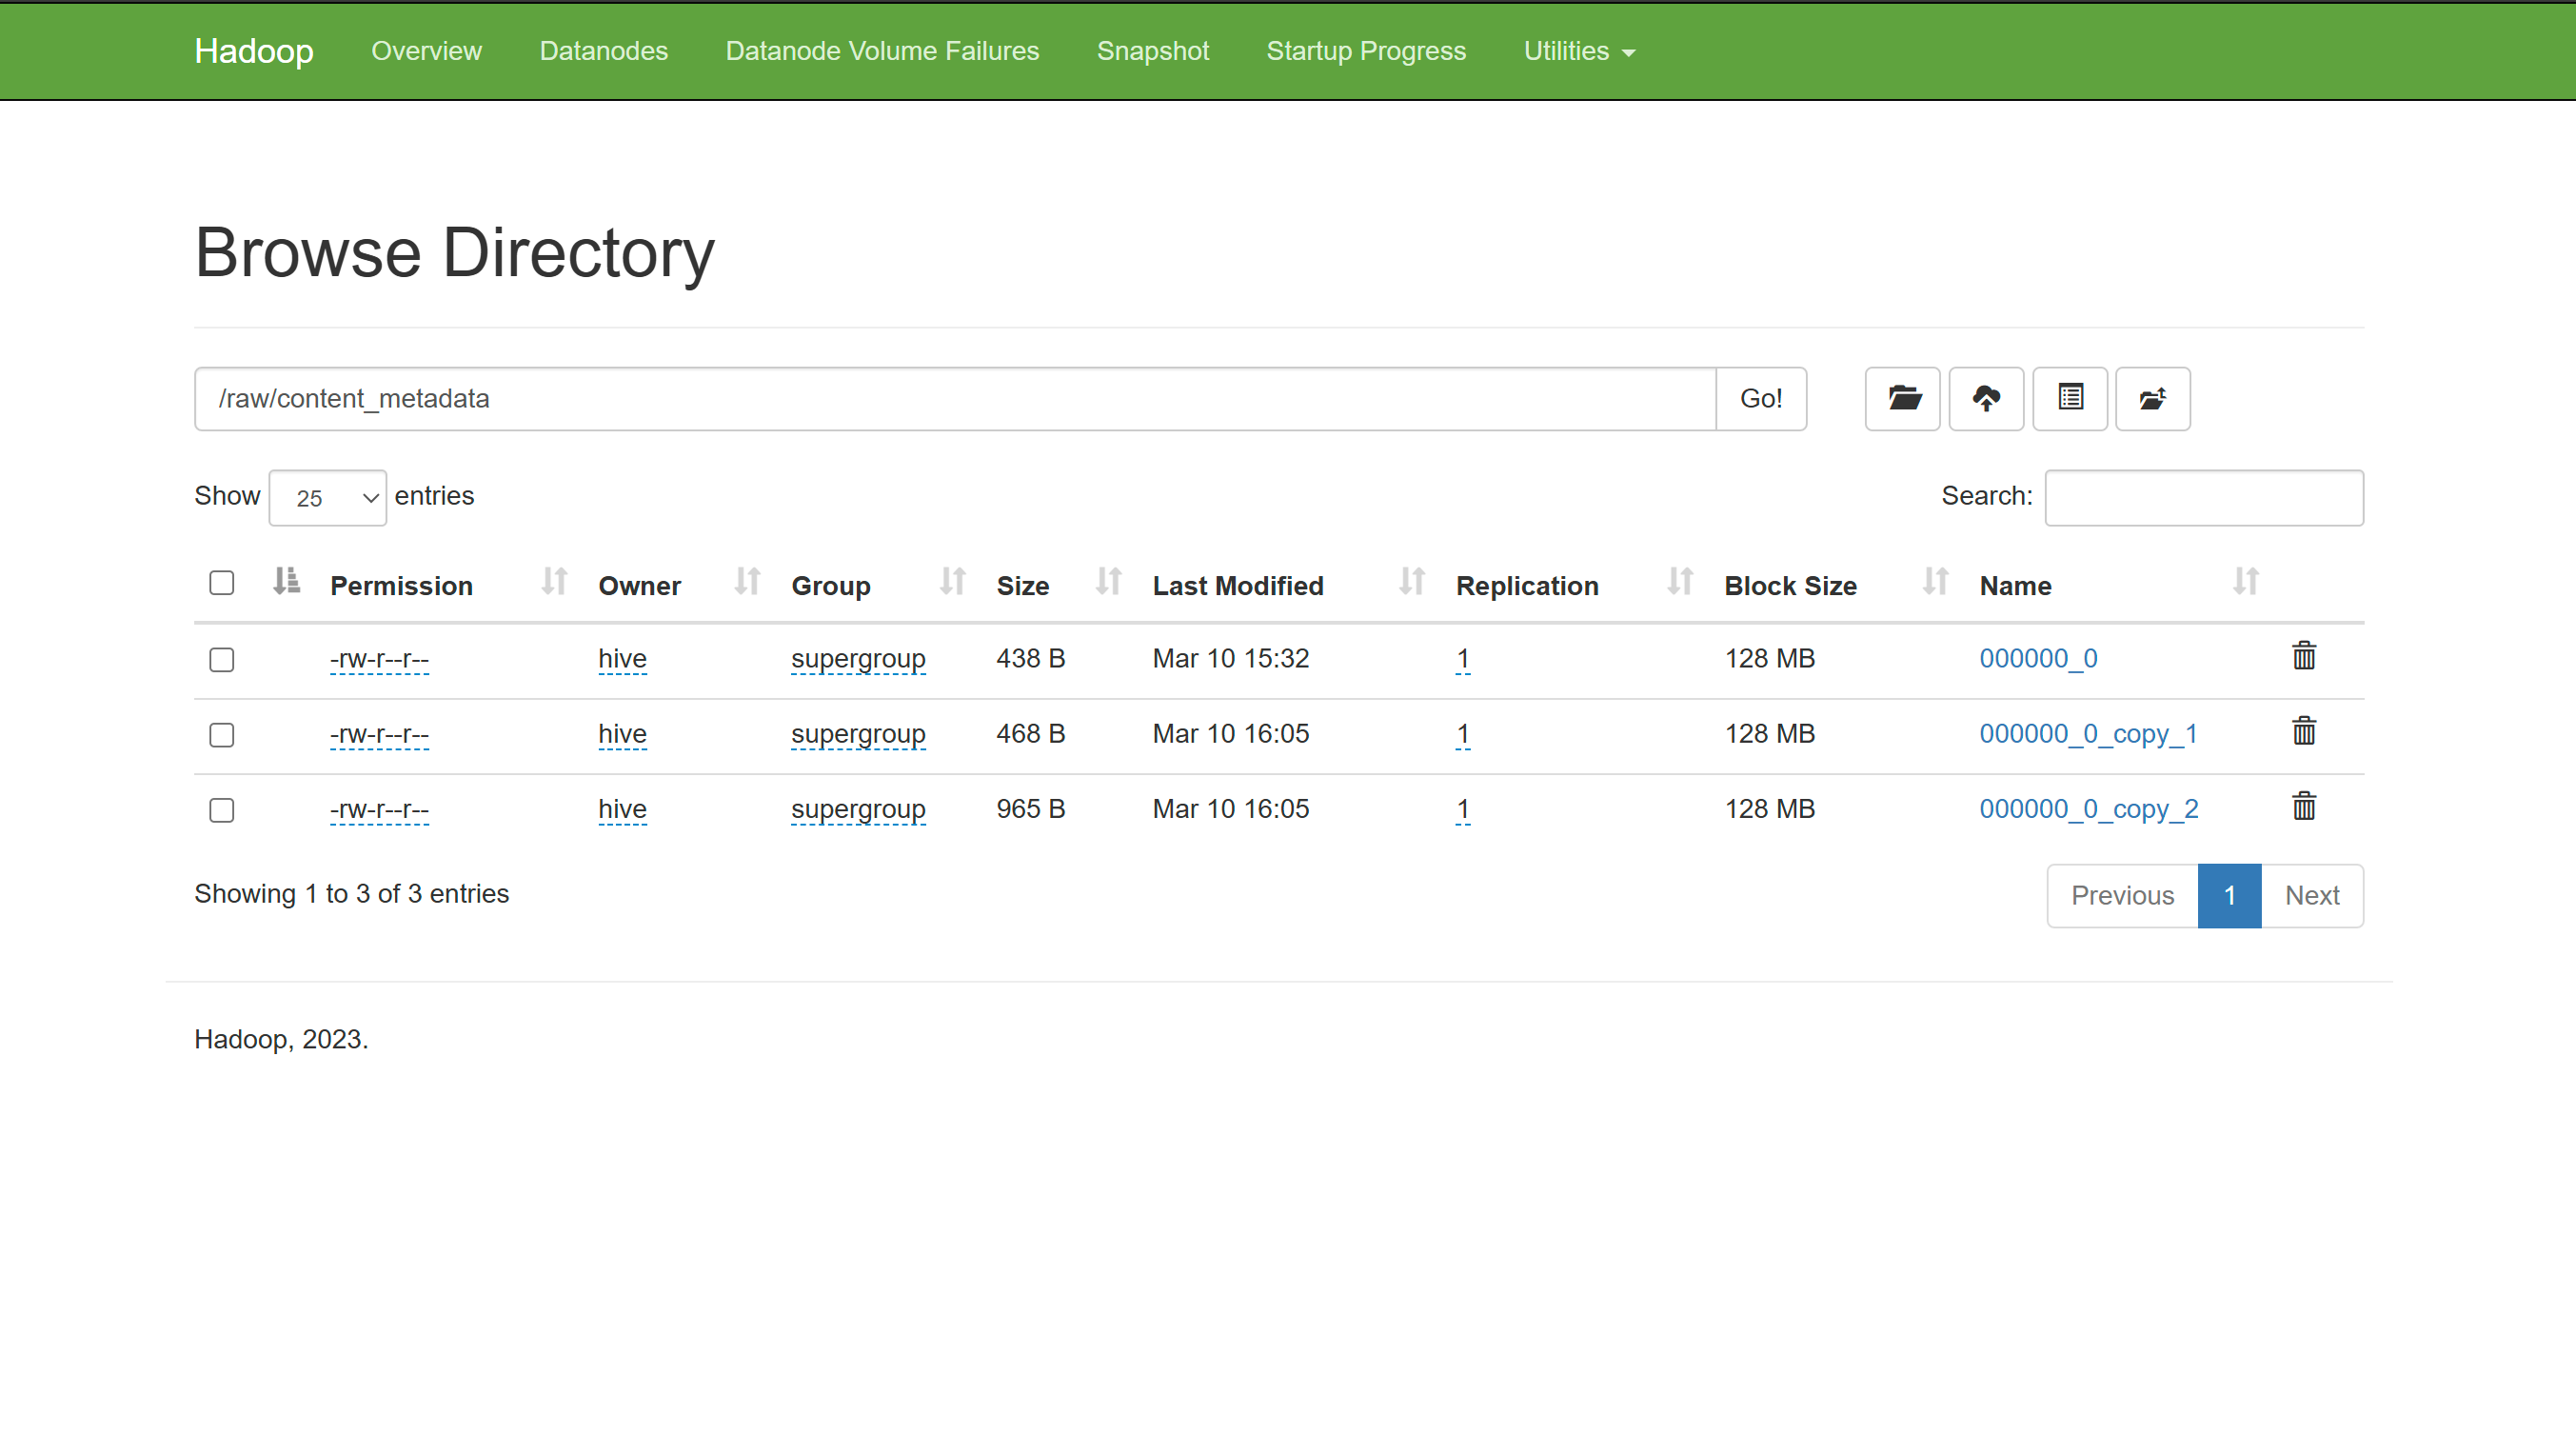 Hadoop Overview Datanodes Datanode Volume Failures Snapshot Startup Progress Utilities
Browse Directory
/raw/content_metadata Go!
Show 25 entries Search:
Permission Owner Group Size Last Modified Replication Block Size Name
-rw-r--r-- hive supergroup 438 B Mar 10 15:32 1 128 MB 000000_0
-rw-r--r-- hive supergroup 468 B Mar 10 16:05 1 128 MB 000000_0_copy_1
-rw-r--r-- hive supergroup 965 B Mar 10 16:05 1 128 MB 000000_0_copy_2
Showing 1 to 3 of 3 entries Previous 1 Next
Hadoop, 2023.